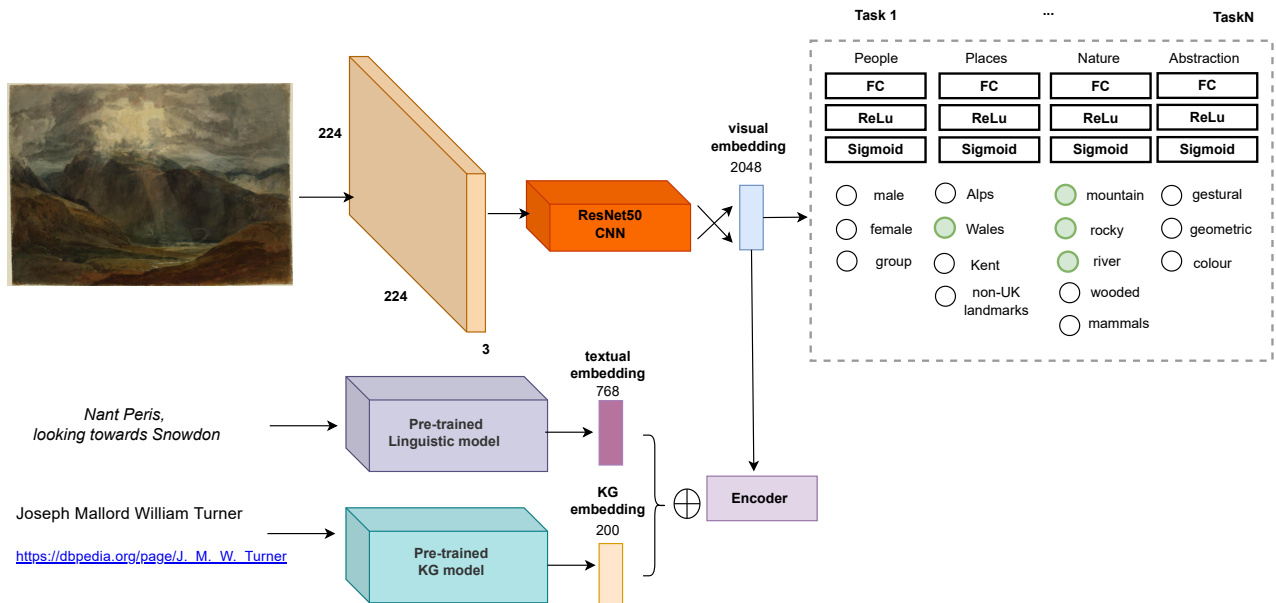 Task 1
...
TaskN
People
Places
Nature
Abstraction
FC
FC
FC
FC
ReLu
ReLu
ReLu
ReLu
Sigmoid
Sigmoid
Sigmoid
Sigmoid
male
female
group
Alps
Wales
Kent
non-UK
landmarks
mountain
rocky
river
wooded
mammals
gestural
geometric
colour
224
224
3
ResNet50
CNN
visual
embedding
2048
Nant Peris,
looking towards Snowdon
Pre-trained
Linguistic model
textual
embedding
768
Joseph Mallord William Turner
https://dbpedia.org/page/J._M._W._Turner
Pre-trained
KG model
KG
embedding
200
Encoder